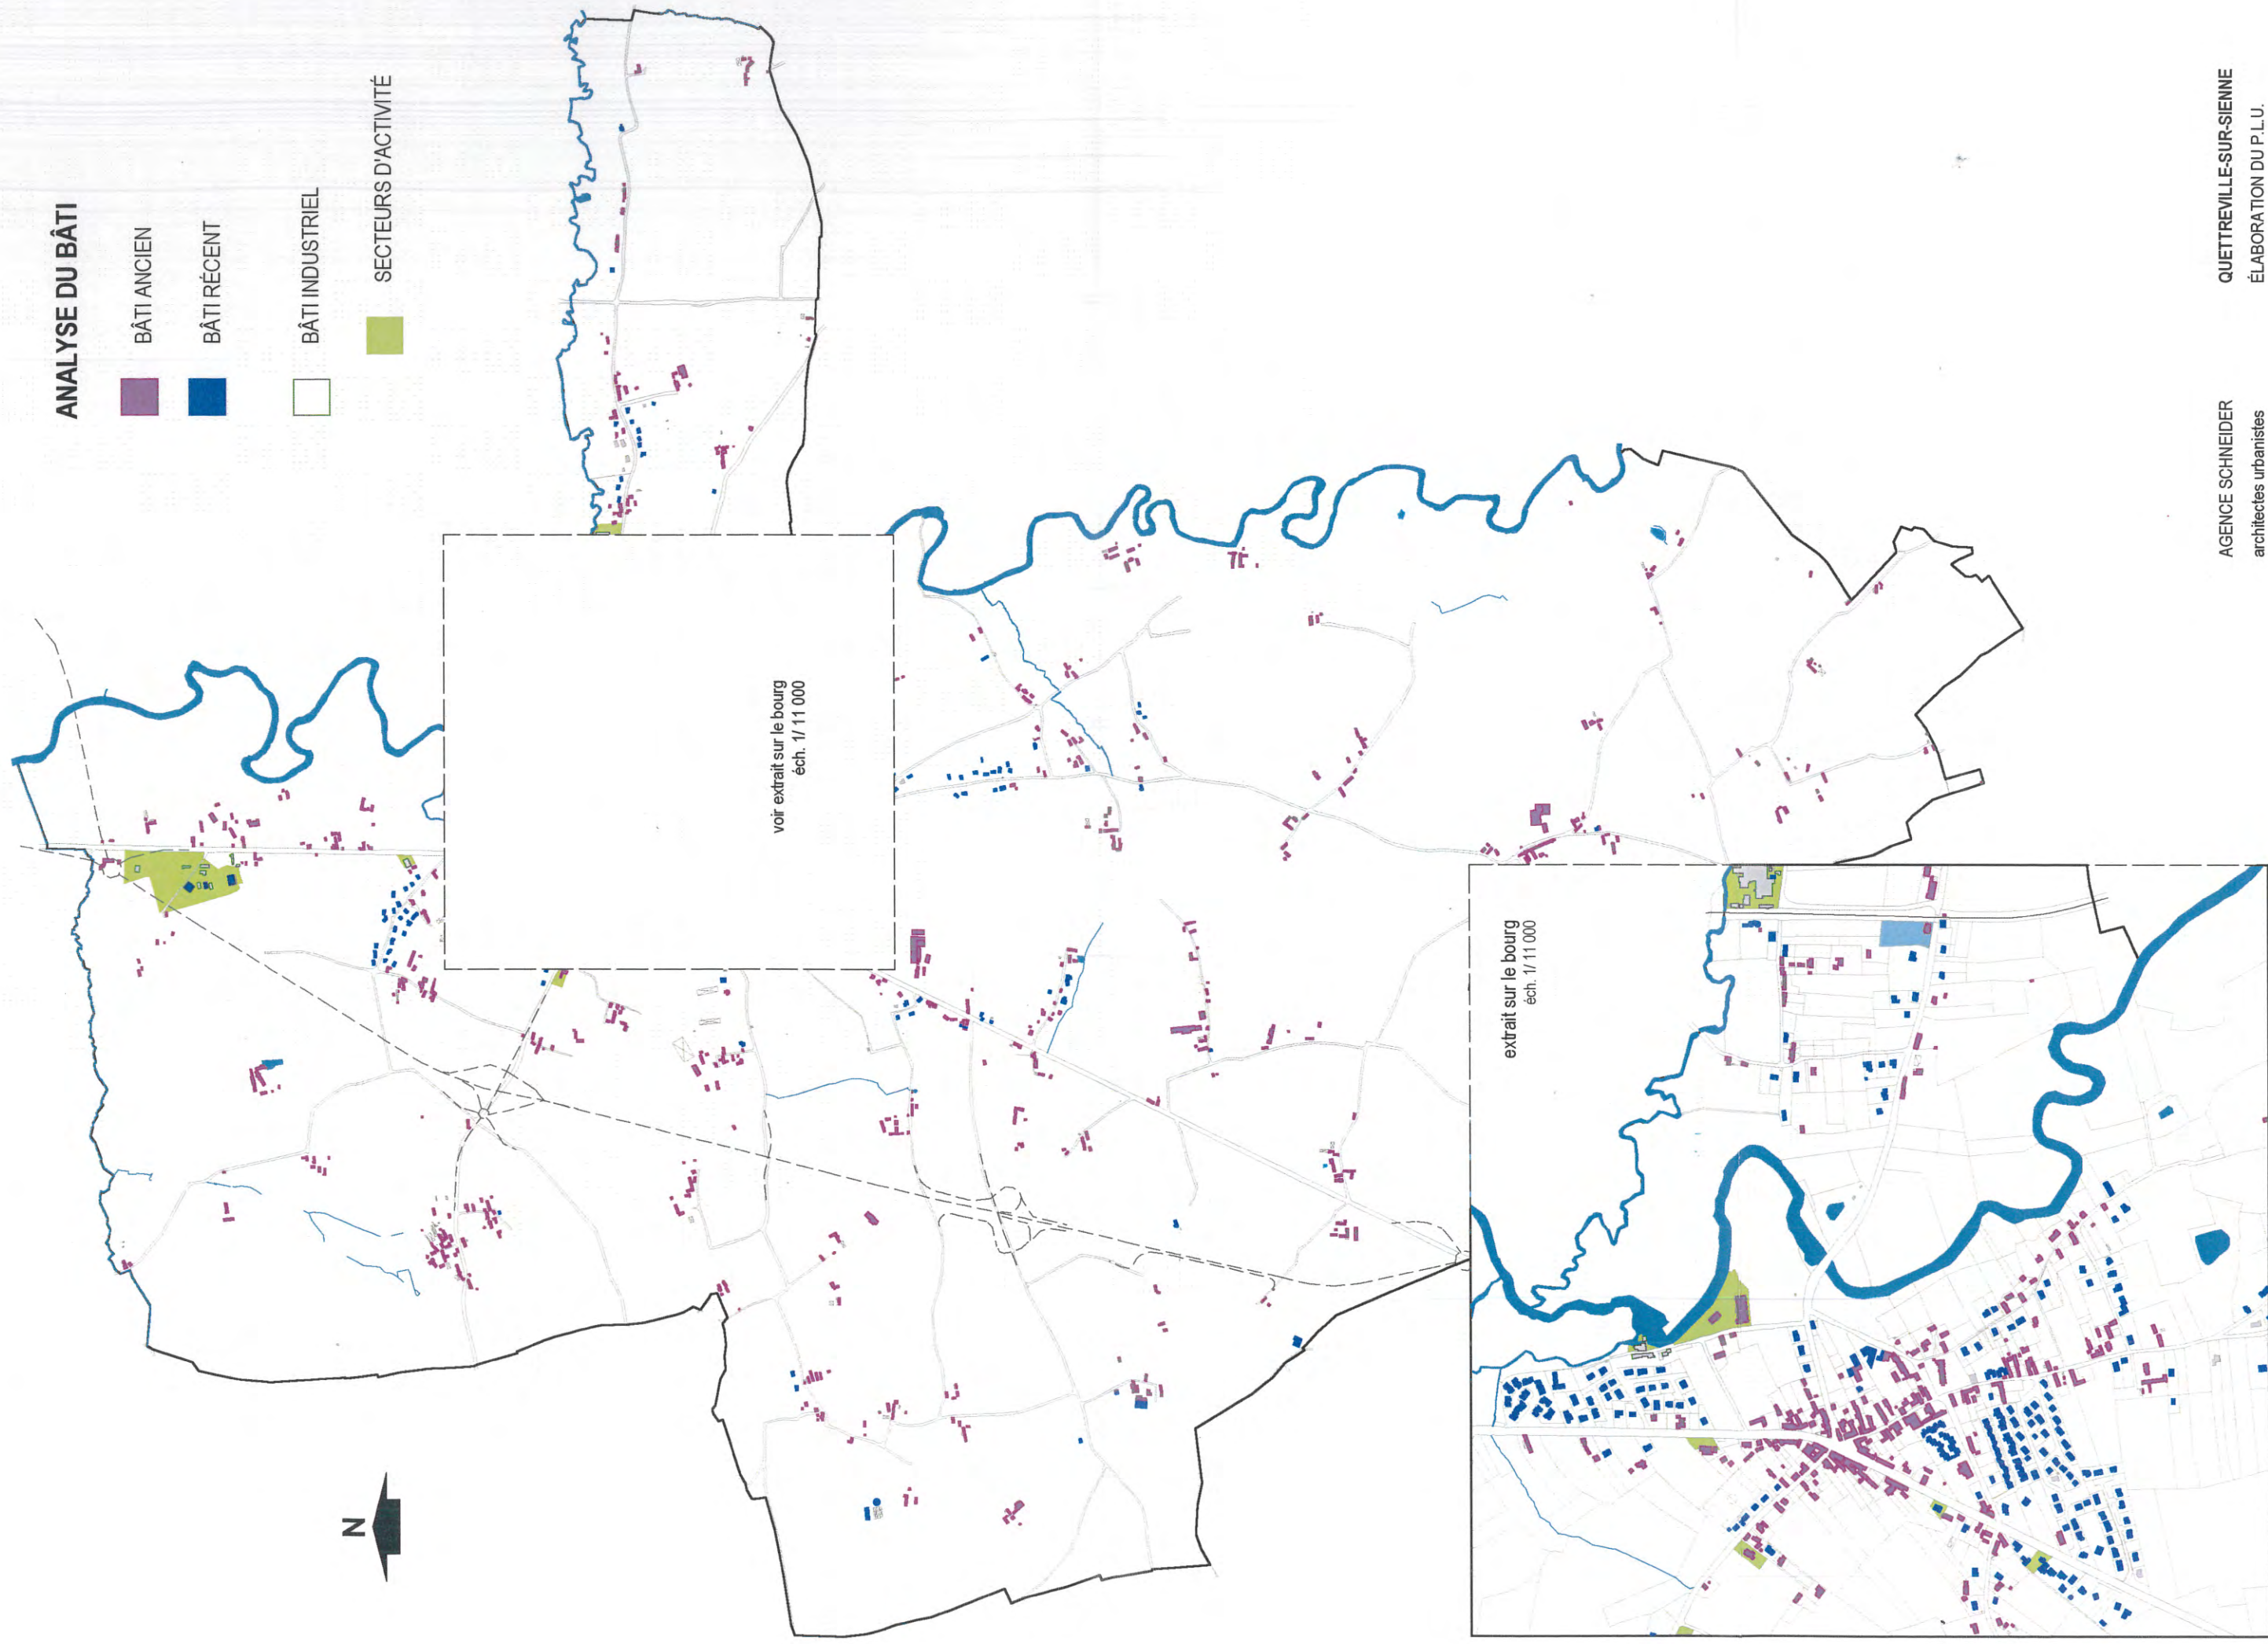 ANALYSE DU BÂTI
BÂTI ANCIEN
BÂTI RÉCENT
BÂTI INDUSTRIEL
SECTEURS D'ACTIVITÉ
voir extrait sur le bourg
éch. 1/ 11 000
N
extrait sur le bourg
éch. 1/ 11 000
AGENCE SCHNEIDER
architectes urbanistes
QUETTREVILLE-SUR-SIENNE
ÉLABORATION DU P.L.U.